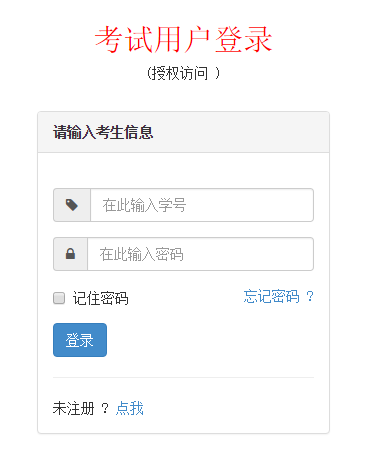 考试用户登录
(授权访问 )
请输入考生信息
在此输入学号
在此输入密码
记住密码 忘记密码 ？
登录
未注册 ？ 点我